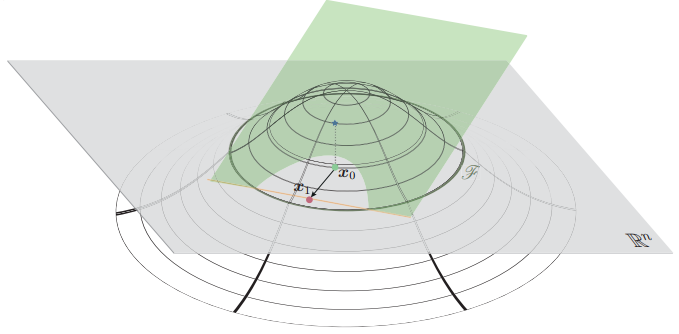 x₀
x₁
ℱ
ℝⁿ